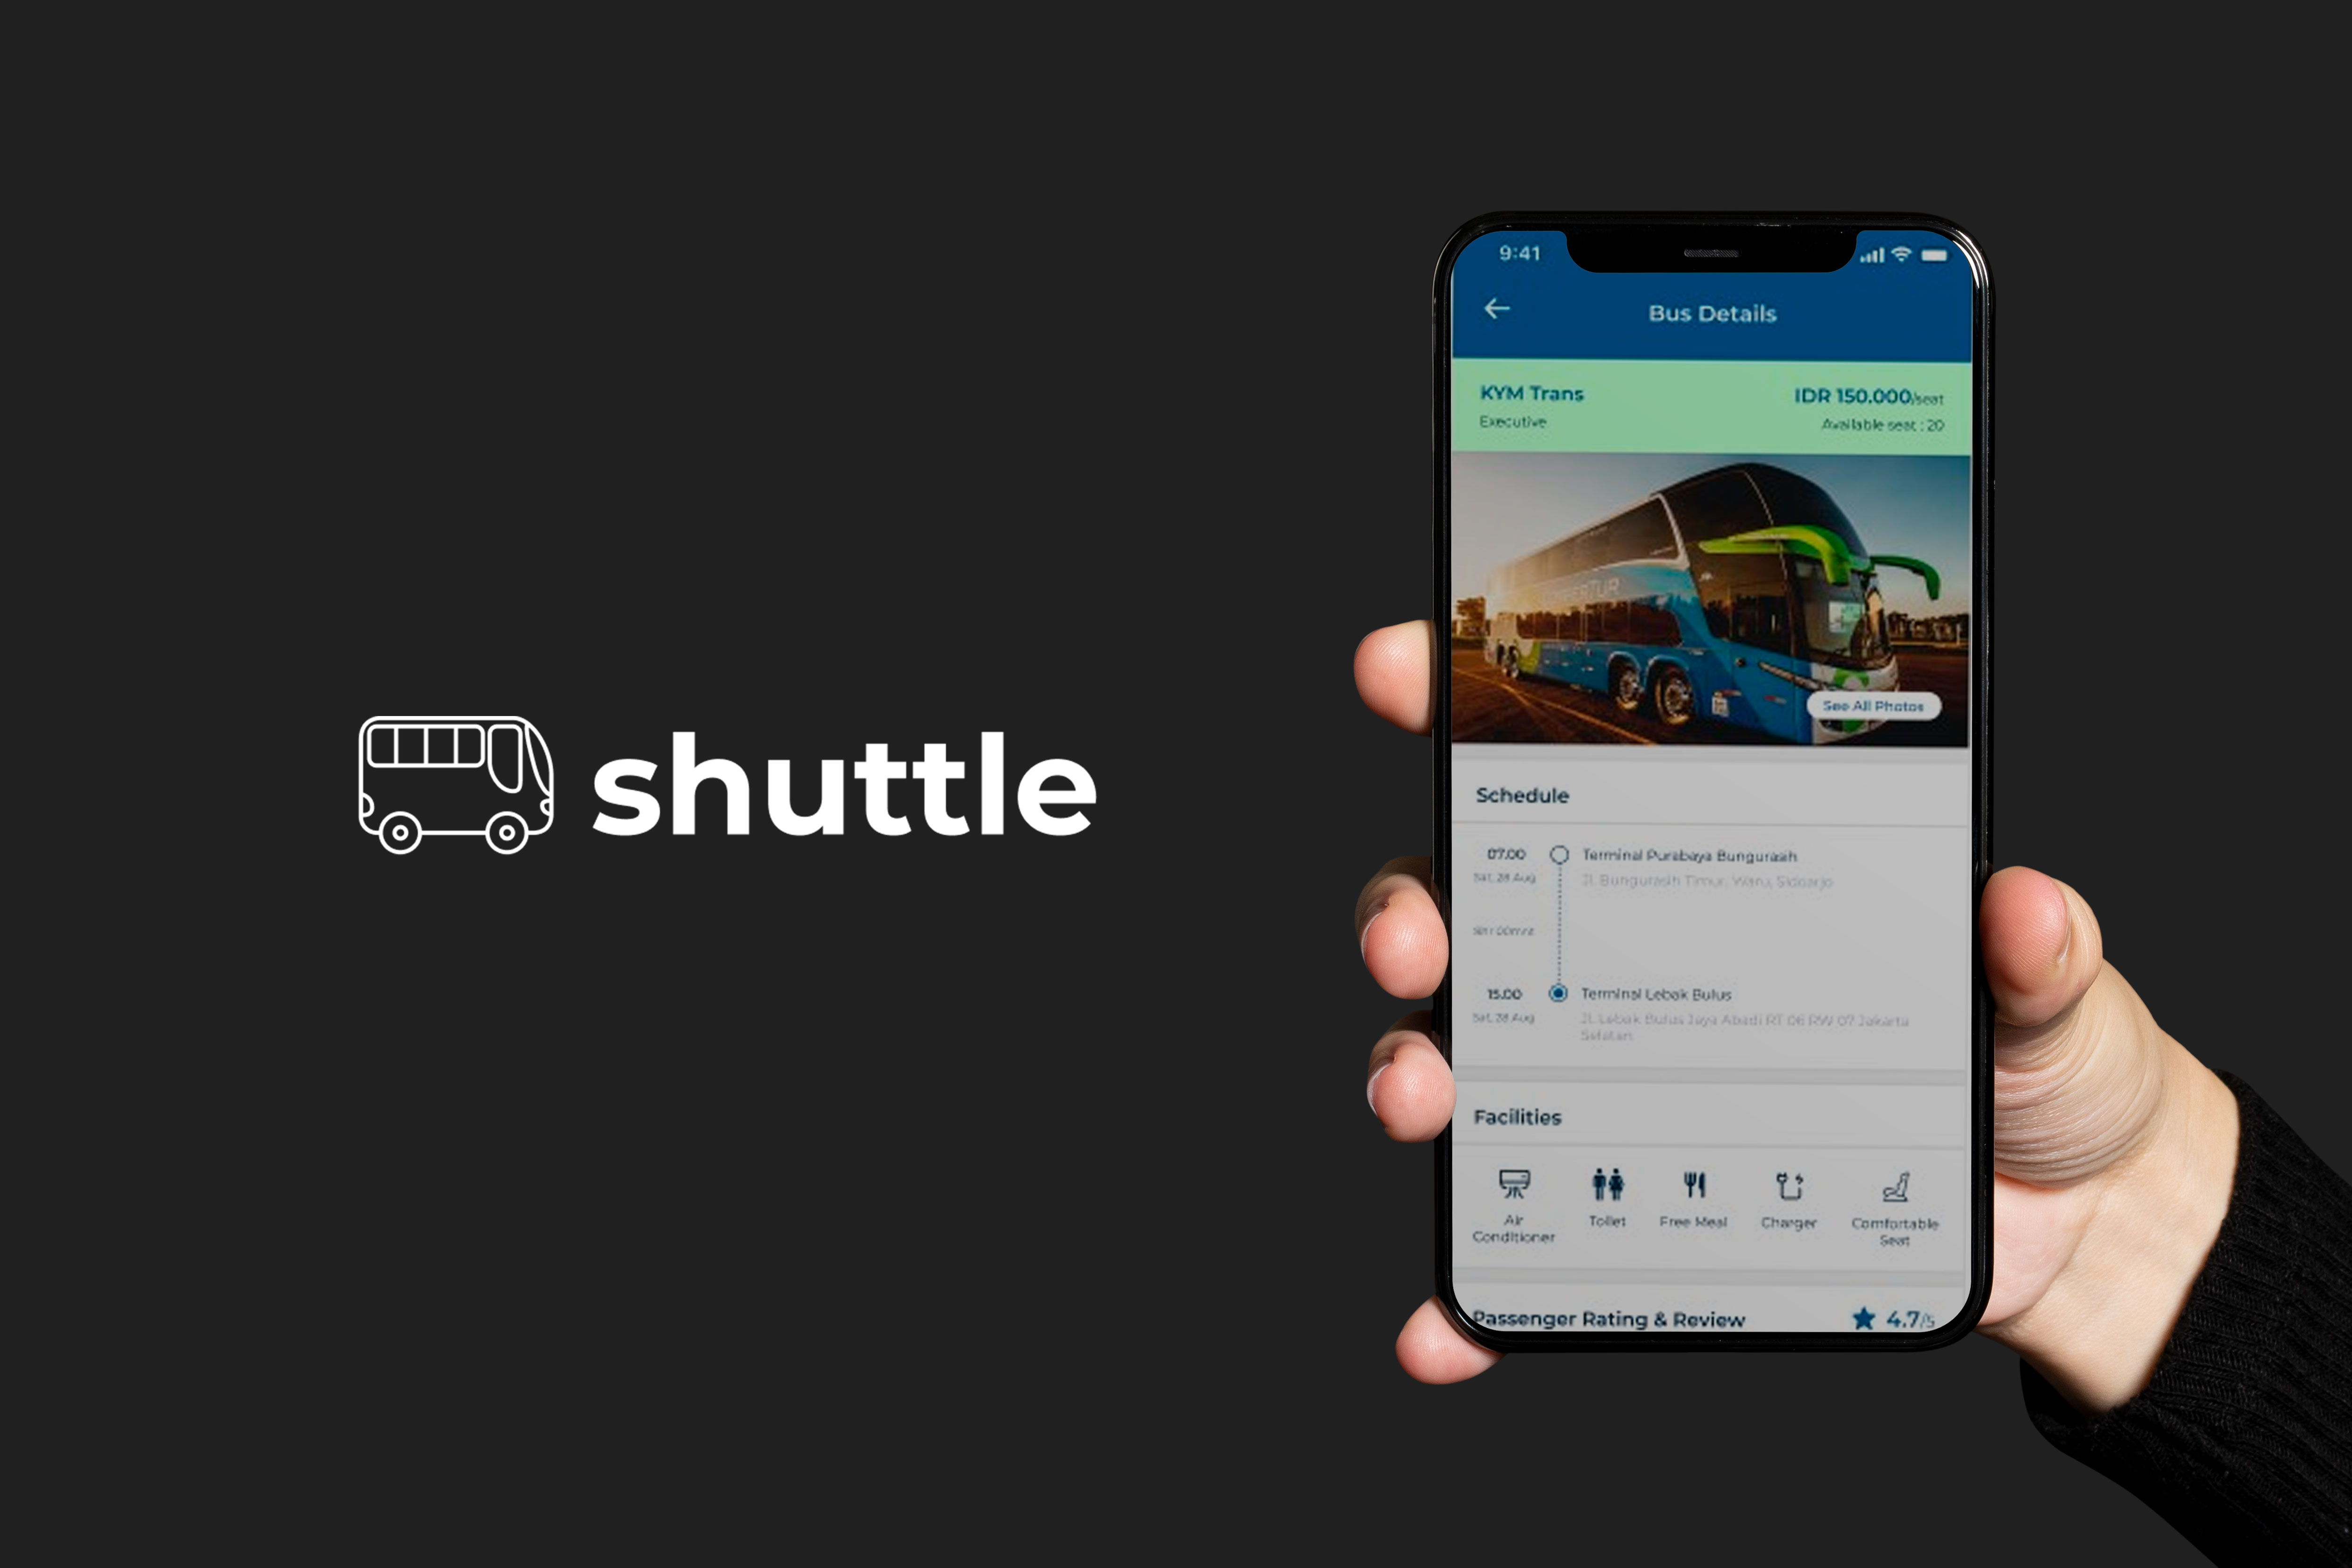 shuttle
9:41
Bus Details
KYM Trans
IDR 150.000/seat
Executive
Available seat : 20
See All Photos
Schedule
07.00
Terminal Purabaya Bungurasih
Sat, 28 Aug
Jl. Bungurasih Timur, Waru, Sidoarjo
15.00
Terminal Lebak Bulus
Sat, 28 Aug
Jl. Lebak Bulus Jaya Abadi RT 06 RW 07 Jakarta
Selatan
Facilities
Air
Conditioner
Toilet
Free Meal
Charger
Comfortable
Seat
Passenger Rating & Review
4.7/5